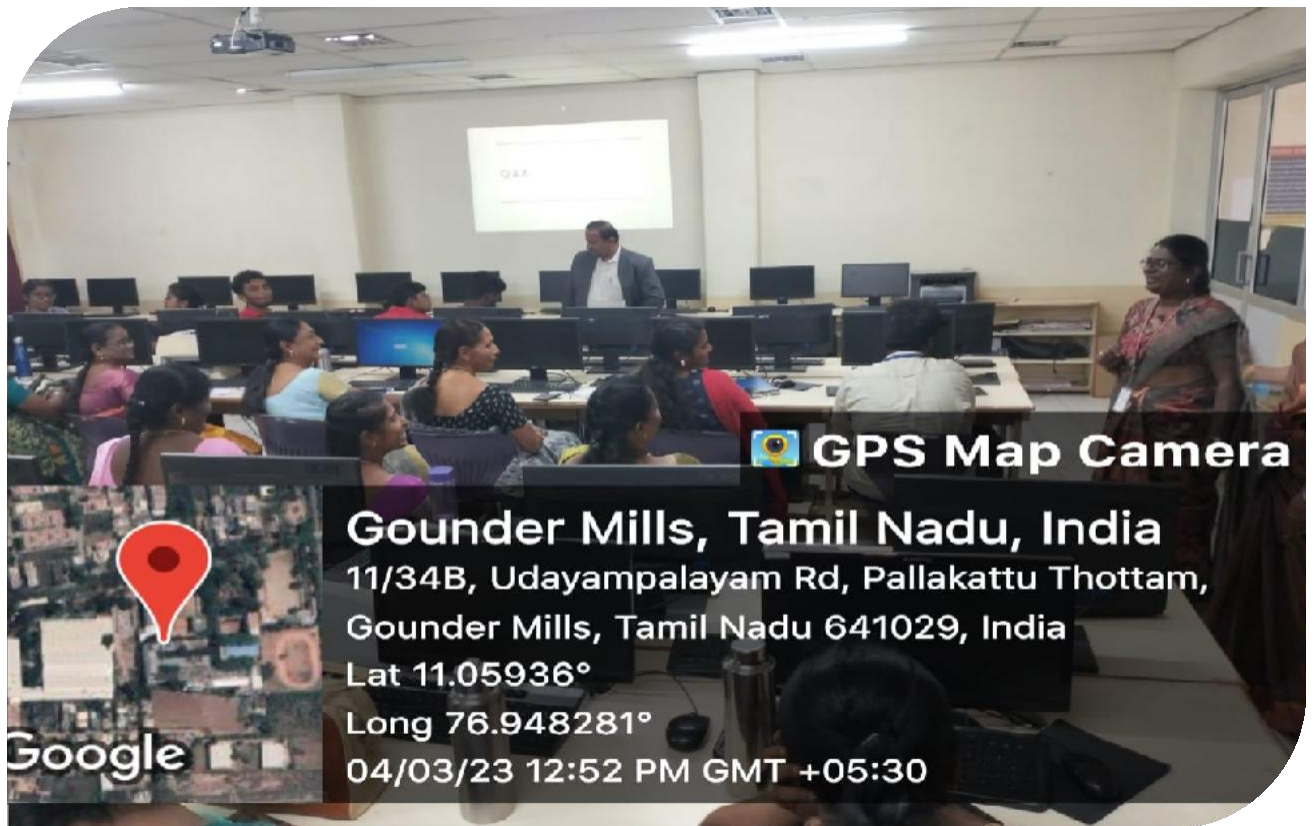 Q&A
GPS Map Camera
Gounder Mills, Tamil Nadu, India
11/34B, Udayampalayam Rd, Pallakattu Thottam,
Gounder Mills, Tamil Nadu 641029, India
Lat 11.05936°
Long 76.948281°
04/03/23 12:52 PM GMT +05:30
Google